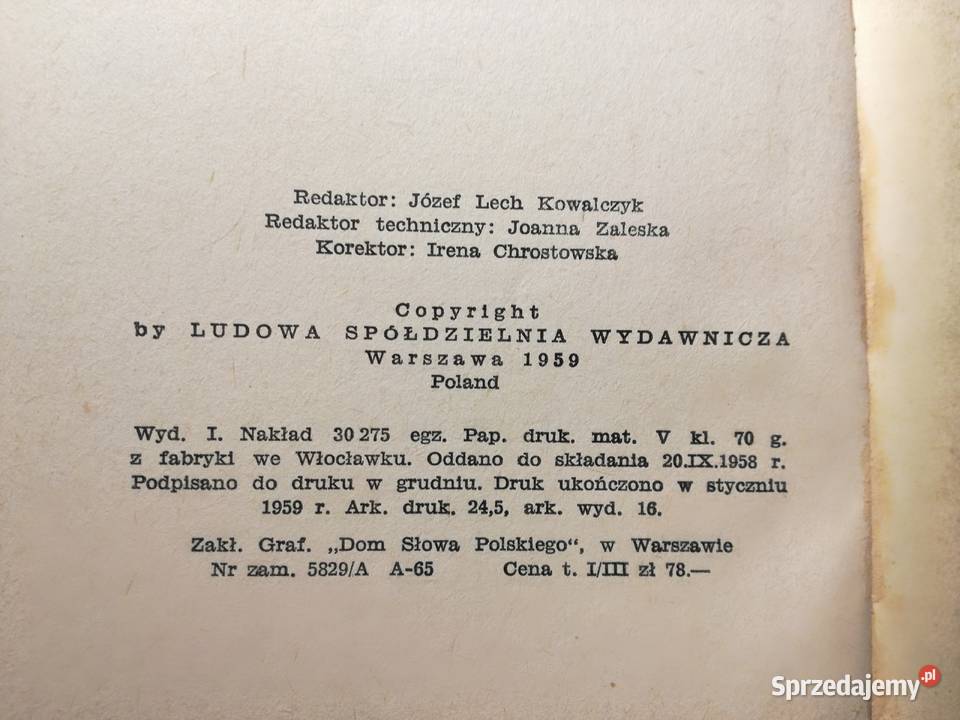 Redaktor: Józef Lech Kowalczyk
Redaktor techniczny: Joanna Zaleska
Korektor: Irena Chrostowska
Copyright
by LUDOWA SPÓŁDZIELNIA WYDAWNICZA
Warszawa 1959
Poland
Wyd. I. Nakład 30 275 egz. Pap. druk. mat. V kl. 70 g.
z fabryki we Włocławku. Oddano do składania 20.IX.1958 r.
Podpisano do druku w grudniu. Druk ukończono w styczniu
1959 r. Ark. druk. 24,5, ark. wyd. 16.
Zakł. Graf. „Dom Słowa Polskiego“, w Warszawie
Nr zam. 5829/A A-65 Cena t. I/III zł 78.—
Sprzedajemy.pl